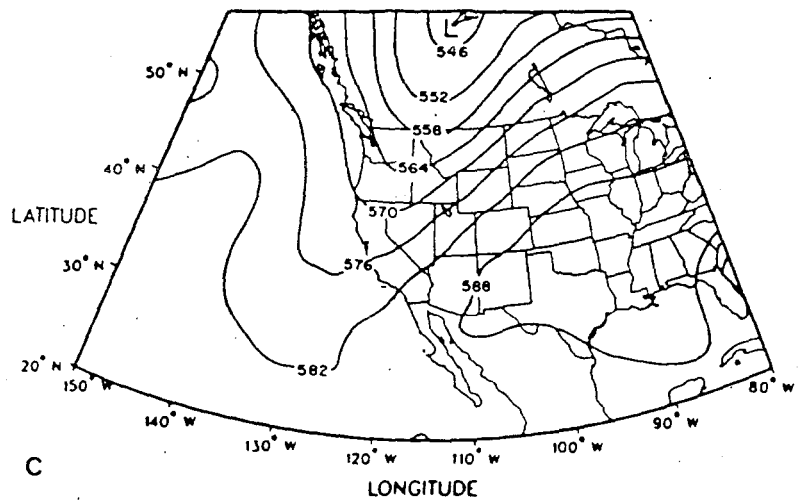 L
546
50° N
552
558
40° N
564
LATITUDE
570
30° N
576
588
20° N
582
150° W
80° W
140° W
90° W
130° W
120° W
110° W
100° W
C
LONGITUDE